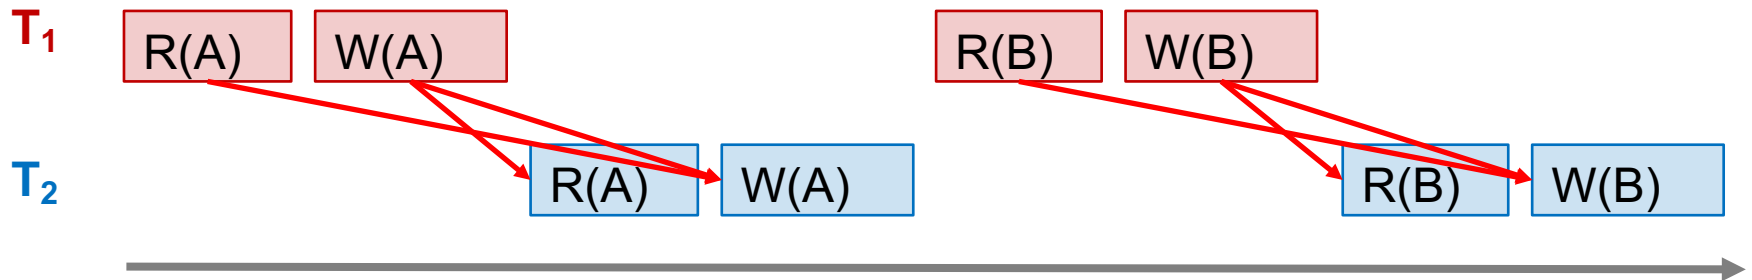 T₁ R(A) W(A) R(B) W(B)
T₂ R(A) W(A) R(B) W(B)